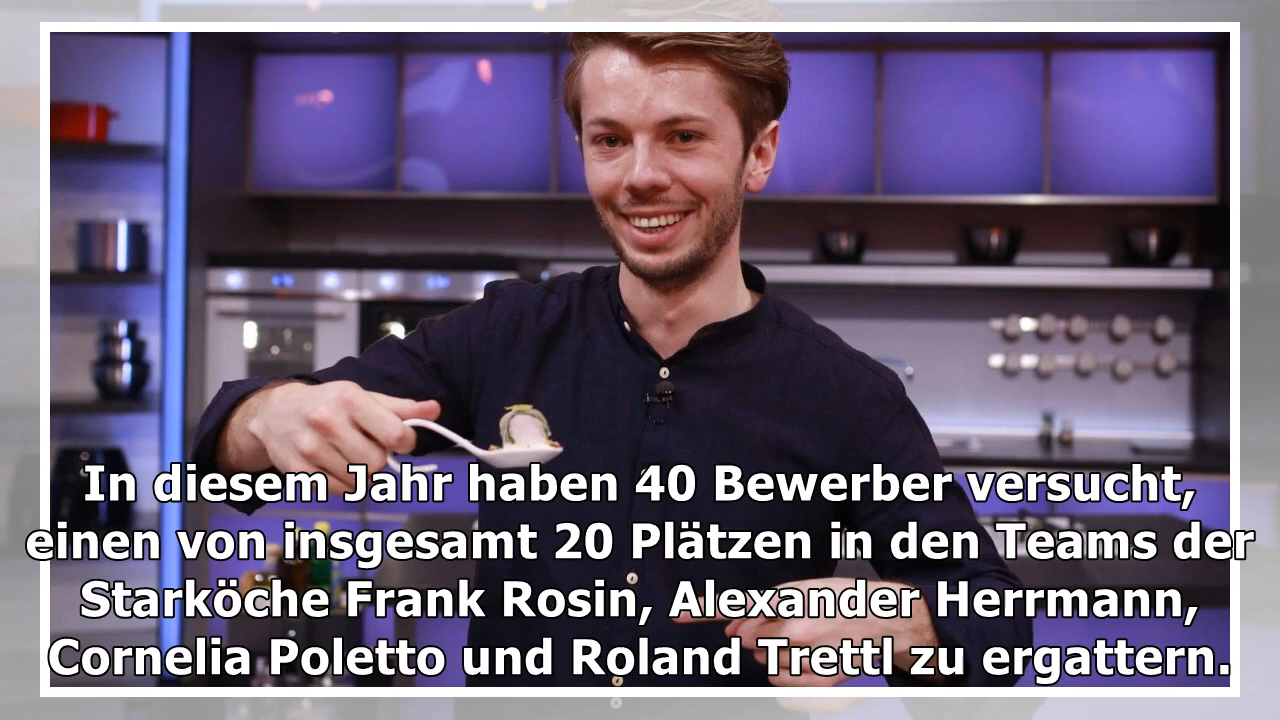 In diesem Jahr haben 40 Bewerber versucht,
einen von insgesamt 20 Plätzen in den Teams der
Starköche Frank Rosin, Alexander Herrmann,
Cornelia Poletto und Roland Trettl zu ergattern.